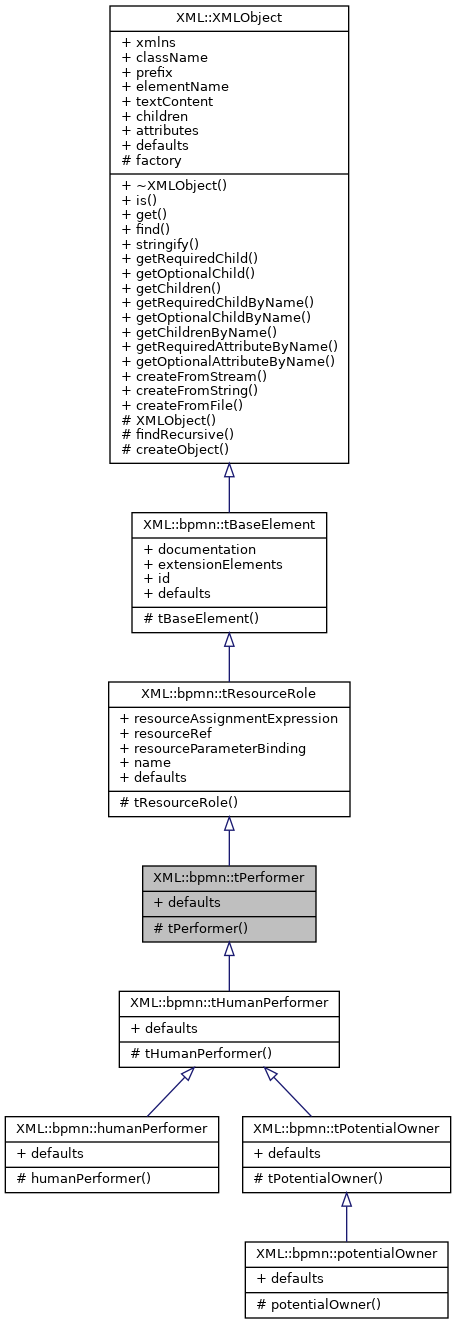 XML::XMLObject
+ xmlns
+ className
+ prefix
+ elementName
+ textContent
+ children
+ attributes
+ defaults
# factory
+ ~XMLObject()
+ is()
+ get()
+ find()
+ stringify()
+ getRequiredChild()
+ getOptionalChild()
+ getChildren()
+ getRequiredChildByName()
+ getOptionalChildByName()
+ getChildrenByName()
+ getRequiredAttributeByName()
+ getOptionalAttributeByName()
+ createFromStream()
+ createFromString()
+ createFromFile()
# XMLObject()
# findRecursive()
# createObject()
XML::bpmn::tBaseElement
+ documentation
+ extensionElements
+ id
+ defaults
# tBaseElement()
XML::bpmn::tResourceRole
+ resourceAssignmentExpression
+ resourceRef
+ resourceParameterBinding
+ name
+ defaults
# tResourceRole()
XML::bpmn::tPerformer
+ defaults
# tPerformer()
XML::bpmn::tHumanPerformer
+ defaults
# tHumanPerformer()
XML::bpmn::humanPerformer
+ defaults
# humanPerformer()
XML::bpmn::tPotentialOwner
+ defaults
# tPotentialOwner()
XML::bpmn::potentialOwner
+ defaults
# potentialOwner()